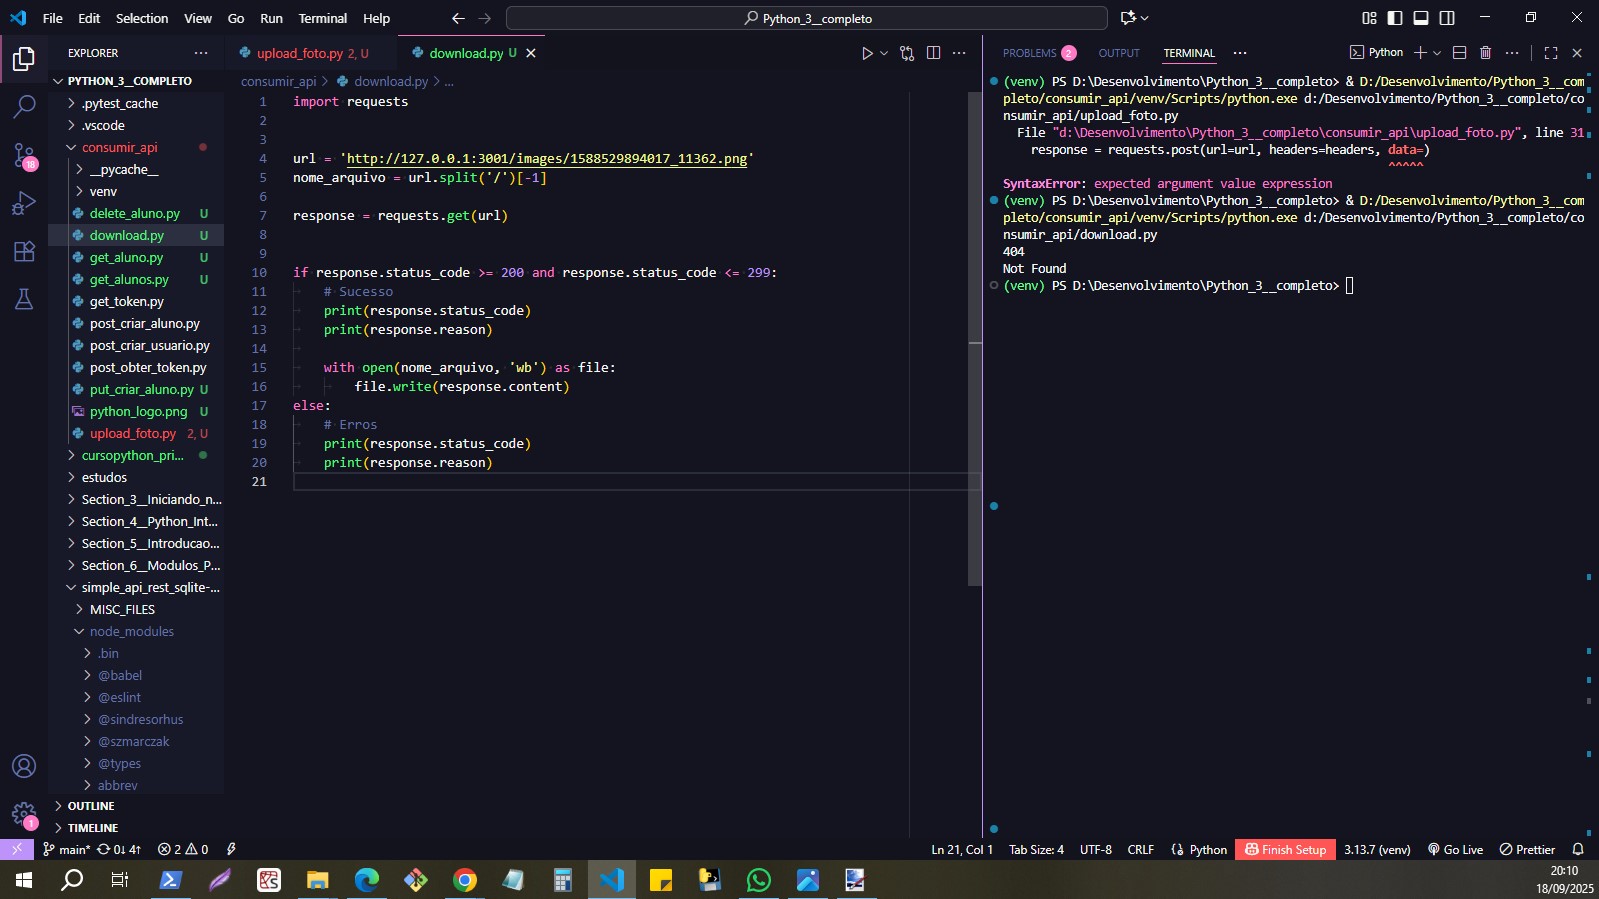 File Edit Selection View Go Run Terminal Help
Python_3__completo
EXPLORER
PYTHON_3__COMPLETO
.pytest_cache
.vscode
consumir_api
__pycache__
venv
delete_aluno.py U
download.py U
get_aluno.py U
get_alunos.py U
get_token.py
post_criar_aluno.py
post_criar_usuario.py
post_obter_token.py
put_criar_aluno.py U
python_logo.png U
upload_foto.py 2, U
cursopython_pri...
estudos
Section_3__Iniciando_n...
Section_4__Python_Int...
Section_5__Introducao...
Section_6__Modulos_P...
simple_api_rest_sqlite-...
MISC_FILES
node_modules
.bin
@babel
@eslint
@sindresorhus
@szmarczak
@types
abbrev
OUTLINE
TIMELINE
18
1
upload_foto.py 2, U
download.py U
consumir_api > download.py > ...
1 import requests
2
3
4 url = 'http://127.0.0.1:3001/images/1588529894017_11362.png'
5 nome_arquivo = url.split('/')[-1]
6
7 response = requests.get(url)
8
9
10 if response.status_code >= 200 and response.status_code <= 299:
11 # Sucesso
12 print(response.status_code)
13 print(response.reason)
14
15 with open(nome_arquivo, 'wb') as file:
16 file.write(response.content)
17 else:
18 # Erros
19 print(response.status_code)
20 print(response.reason)
21
PROBLEMS 2 OUTPUT TERMINAL ... Python
(venv) PS D:\Desenvolvimento\Python_3__completo> & D:/Desenvolvimento/Python_3__com
pleto/consumir_api/venv/Scripts/python.exe d:/Desenvolvimento/Python_3__completo/co
nsumir_api/upload_foto.py
File "d:\Desenvolvimento\Python_3__completo\consumir_api\upload_foto.py", line 31
response = requests.post(url=url, headers=headers, data=)
^^^^^
SyntaxError: expected argument value expression
(venv) PS D:\Desenvolvimento\Python_3__completo> & D:/Desenvolvimento/Python_3__com
pleto/consumir_api/venv/Scripts/python.exe d:/Desenvolvimento/Python_3__completo/co
nsumir_api/download.py
404
Not Found
(venv) PS D:\Desenvolvimento\Python_3__completo>
main* 0↓ 4↑ 2 0 Ln 21, Col 1 Tab Size: 4 UTF-8 CRLF Python Finish Setup 3.13.7 (venv) Go Live Prettier
20:10
18/09/2025